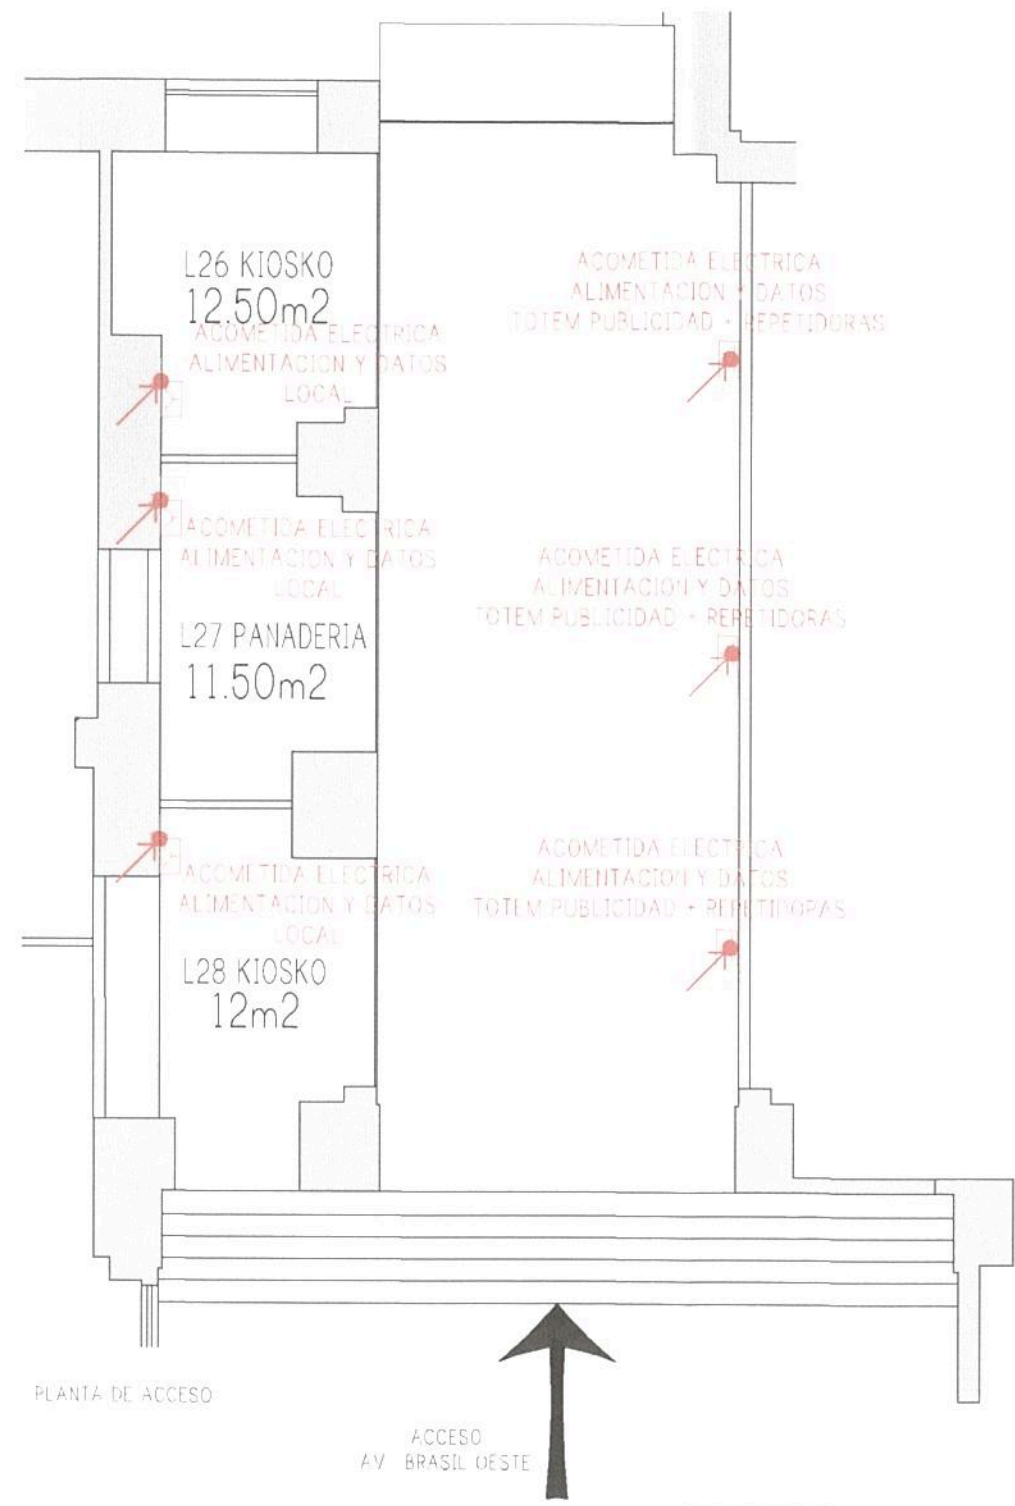 L26 KIOSKO
12.50m2
ACOMETIDA ELECTRICA
ALIMENTACION Y DATOS
LOCAL
ACOMETIDA ELECTRICA
ALIMENTACION Y DATOS
TOTEM PUBLICIDAD + REPETIDORAS
ACOMETIDA ELECTRICA
ALIMENTACION Y DATOS
LOCAL
L27 PANADERIA
11.50m2
ACOMETIDA ELECTRICA
ALIMENTACION Y DATOS
TOTEM PUBLICIDAD + REPETIDORAS
ACOMETIDA ELECTRICA
ALIMENTACION Y DATOS
LOCAL
L28 KIOSKO
12m2
ACOMETIDA ELECTRICA
ALIMENTACION Y DATOS
TOTEM PUBLICIDAD + REPETIDORAS
PLANTA DE ACCESO
ACCESO
AV BRASIL OESTE